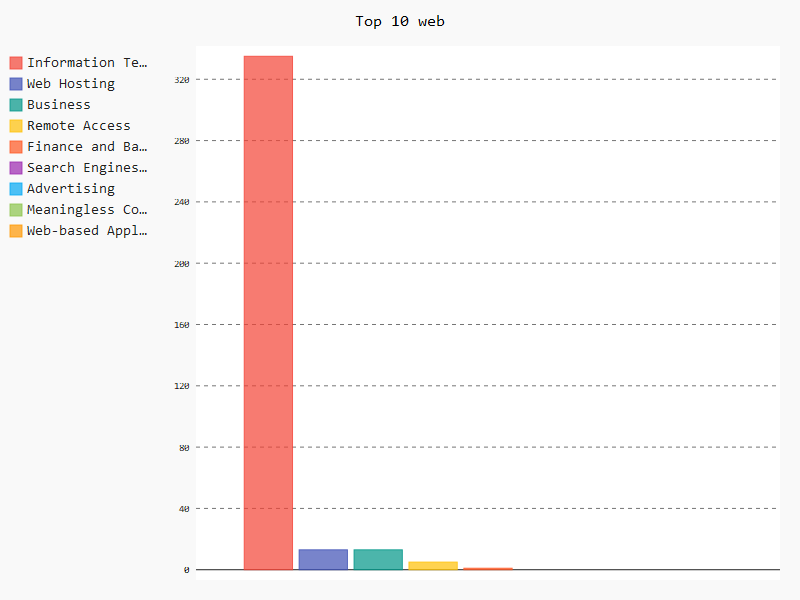 Top 10 web
Information Te…
Web Hosting
Business
Remote Access
Finance and Ba…
Search Engines…
Advertising
Meaningless Co…
Web-based Appl…
320
280
240
200
160
120
80
40
0